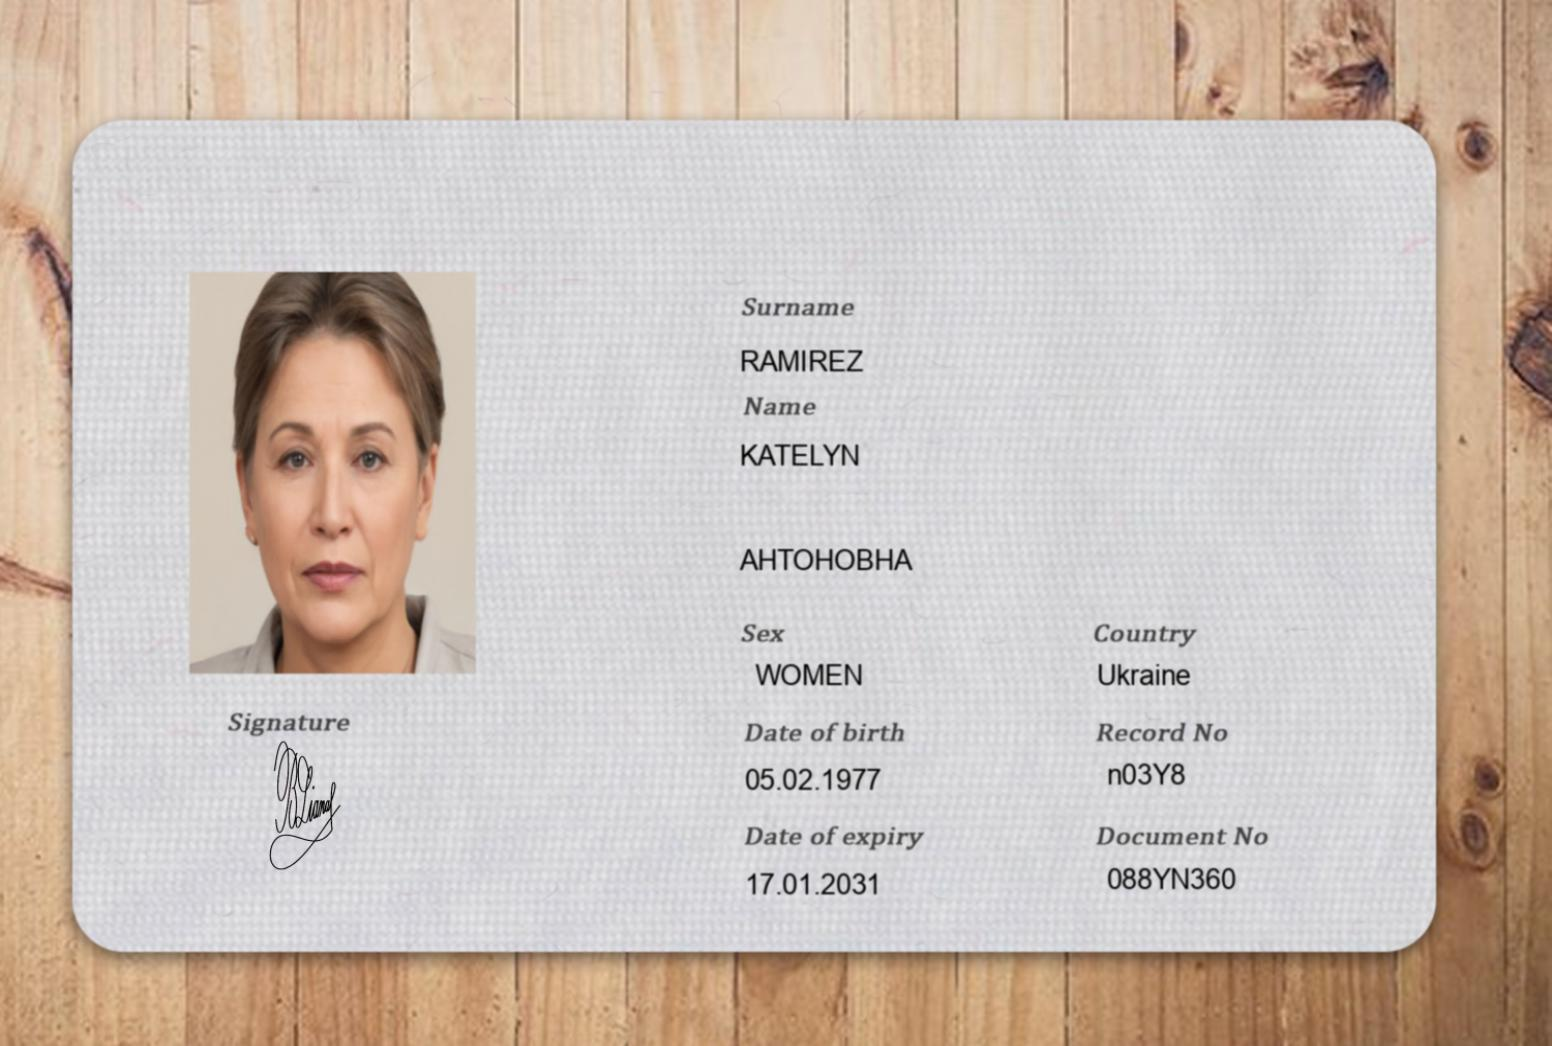 Surname
RAMIREZ
Name
KATELYN
АНТОНОВНА
Sex
WOMEN
Country
Ukraine
Signature
Date of birth
05.02.1977
Record No
n03Y8
Date of expiry
17.01.2031
Document No
088YN360